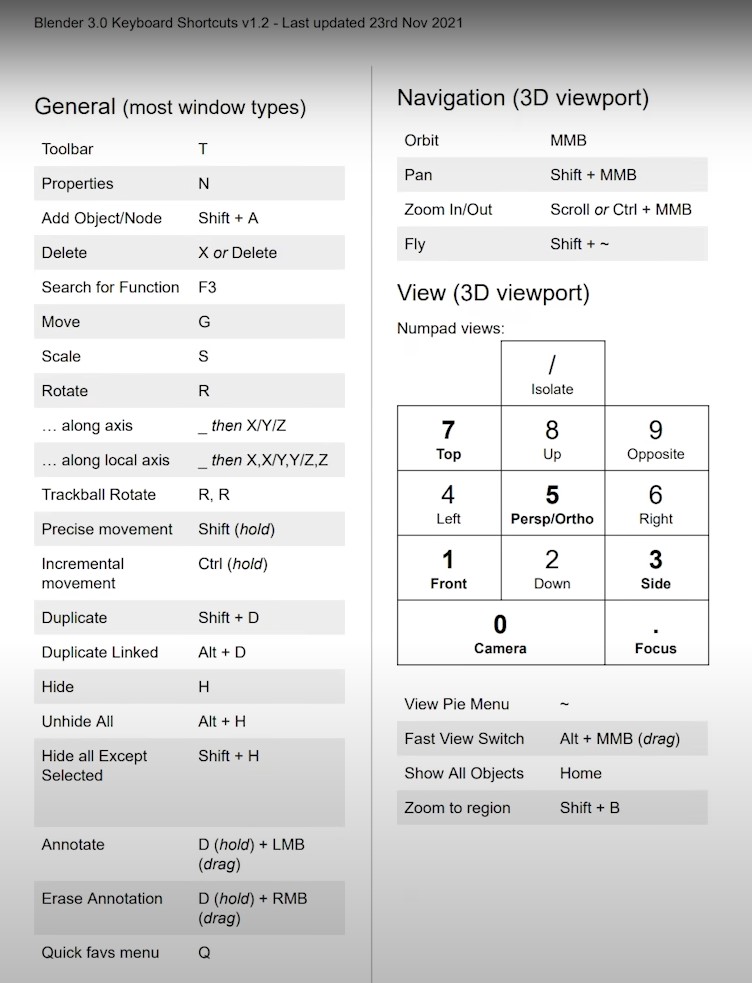 Blender 3.0 Keyboard Shortcuts v1.2 - Last updated 23rd Nov 2021
General (most window types)
Toolbar T
Properties N
Add Object/Node Shift + A
Delete X or Delete
Search for Function F3
Move G
Scale S
Rotate R
… along axis _ then X/Y/Z
… along local axis _ then X,X/Y,Y/Z,Z
Trackball Rotate R, R
Precise movement Shift (hold)
Incremental Ctrl (hold)
movement
Duplicate Shift + D
Duplicate Linked Alt + D
Hide H
Unhide All Alt + H
Hide all Except Shift + H
Selected
Annotate D (hold) + LMB
(drag)
Erase Annotation D (hold) + RMB
(drag)
Quick favs menu Q
Navigation (3D viewport)
Orbit MMB
Pan Shift + MMB
Zoom In/Out Scroll or Ctrl + MMB
Fly Shift + ~
View (3D viewport)
Numpad views:
/
Isolate
7 8 9
Top Up Opposite
4 5 6
Left Persp/Ortho Right
1 2 3
Front Down Side
0 .
Camera Focus
View Pie Menu ~
Fast View Switch Alt + MMB (drag)
Show All Objects Home
Zoom to region Shift + B